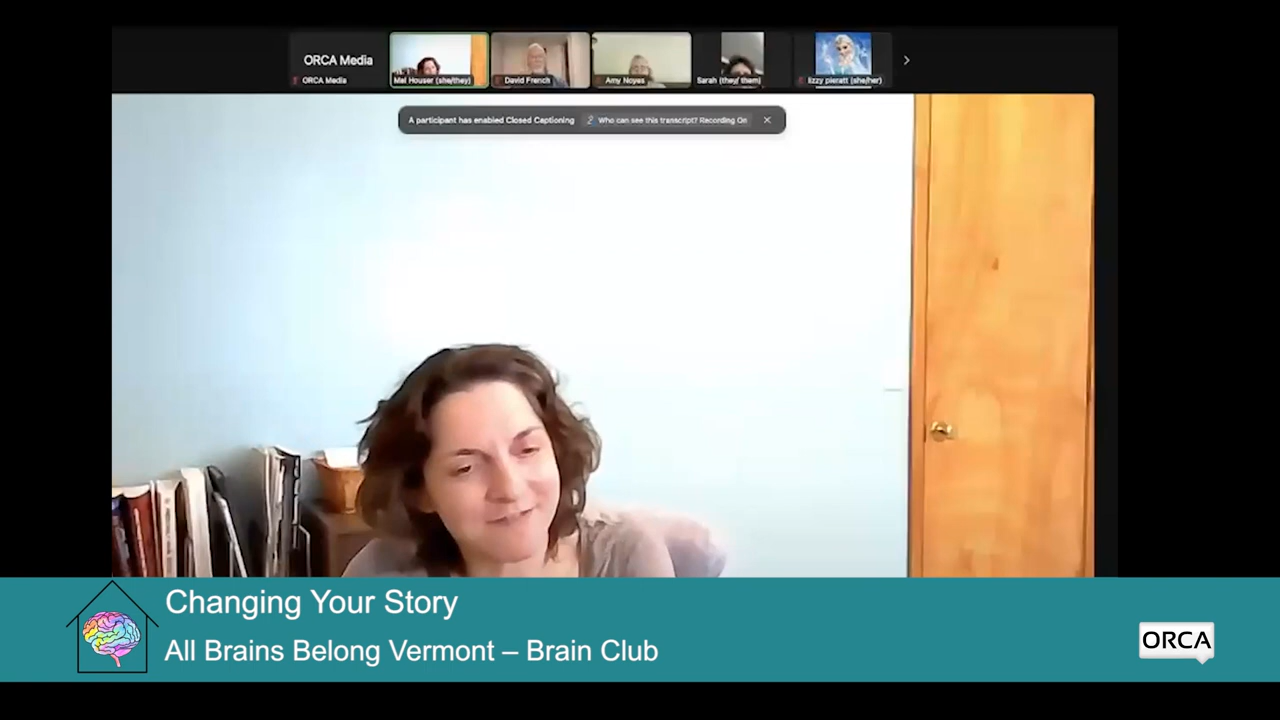 ORCA Media
ORCA Media
Mel Houser (she/they)
David French
Amy Noyes
Sarah (they/ them)
lizzy pieratt (she/her)
A participant has enabled Closed Captioning
Who can see this transcript? Recording On
Changing Your Story
All Brains Belong Vermont – Brain Club
ORCA